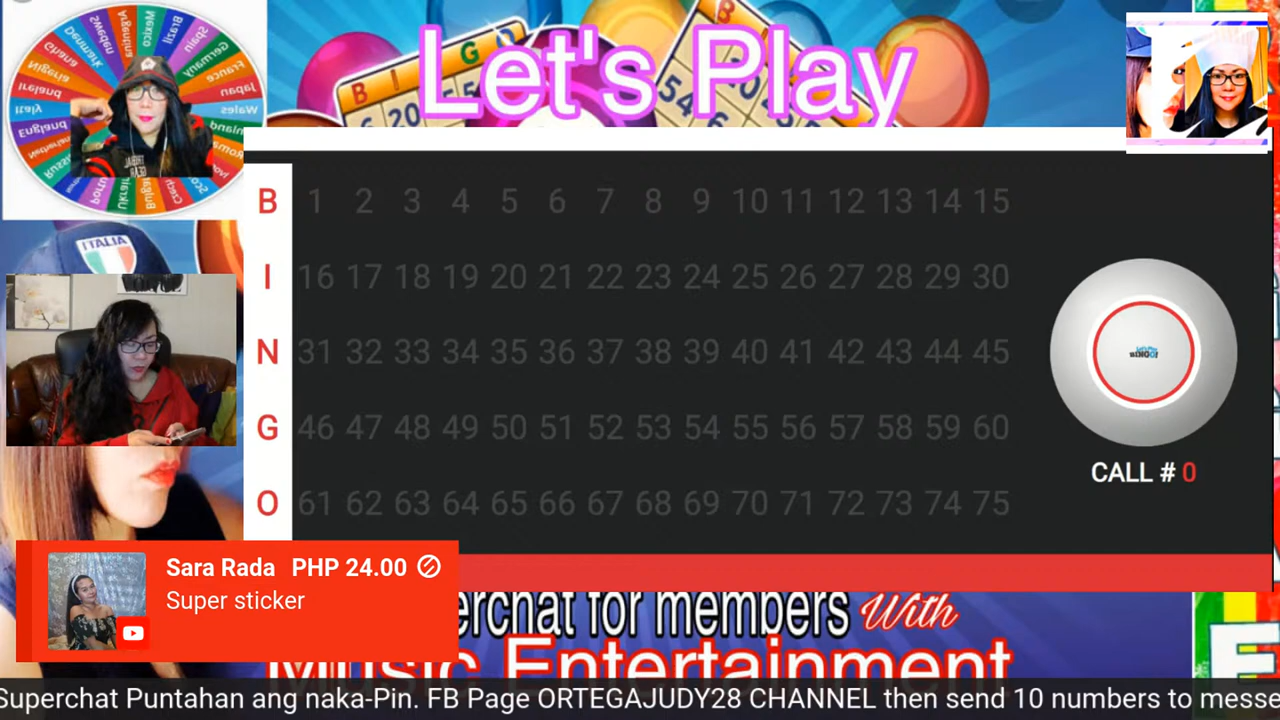 Let's Play
B I N G O
ITALIA
B 1 2 3 4 5 6 7 8 9 10 11 12 13 14 15
I 16 17 18 19 20 21 22 23 24 25 26 27 28 29 30
N 31 32 33 34 35 36 37 38 39 40 41 42 43 44 45
G 46 47 48 49 50 51 52 53 54 55 56 57 58 59 60
O 61 62 63 64 65 66 67 68 69 70 71 72 73 74 75
CALL # 0
Sara Rada PHP 24.00
Super sticker
erchat for members With
Music Entertainment
Superchat Puntahan ang naka-Pin. FB Page ORTEGAJUDY28 CHANNEL then send 10 numbers to messe